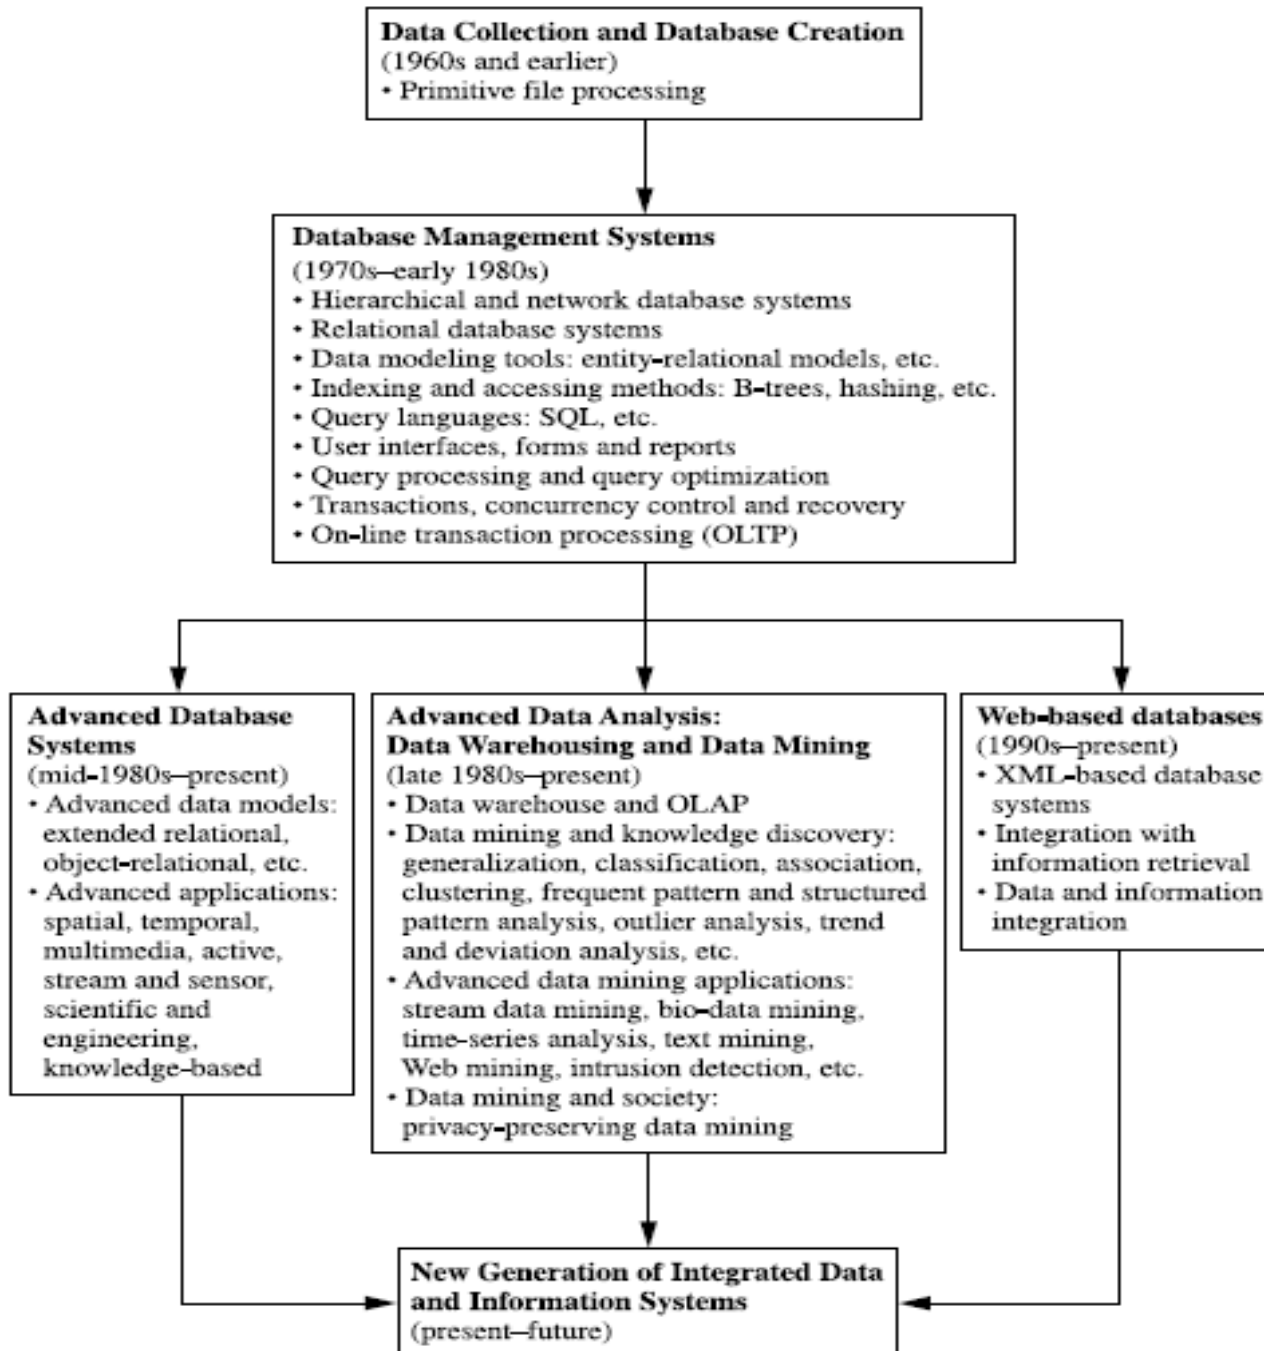 Data Collection and Database Creation
(1960s and earlier)
• Primitive file processing
Database Management Systems
(1970s–early 1980s)
• Hierarchical and network database systems
• Relational database systems
• Data modeling tools: entity-relational models, etc.
• Indexing and accessing methods: B-trees, hashing, etc.
• Query languages: SQL, etc.
• User interfaces, forms and reports
• Query processing and query optimization
• Transactions, concurrency control and recovery
• On-line transaction processing (OLTP)
Advanced Database
Systems
(mid-1980s–present)
• Advanced data models:
extended relational,
object-relational, etc.
• Advanced applications:
spatial, temporal,
multimedia, active,
stream and sensor,
scientific and
engineering,
knowledge-based
Advanced Data Analysis:
Data Warehousing and Data Mining
(late 1980s–present)
• Data warehouse and OLAP
• Data mining and knowledge discovery:
generalization, classification, association,
clustering, frequent pattern and structured
pattern analysis, outlier analysis, trend
and deviation analysis, etc.
• Advanced data mining applications:
stream data mining, bio-data mining,
time-series analysis, text mining,
Web mining, intrusion detection, etc.
• Data mining and society:
privacy-preserving data mining
Web-based databases
(1990s–present)
• XML-based database
systems
• Integration with
information retrieval
• Data and information
integration
New Generation of Integrated Data
and Information Systems
(present–future)